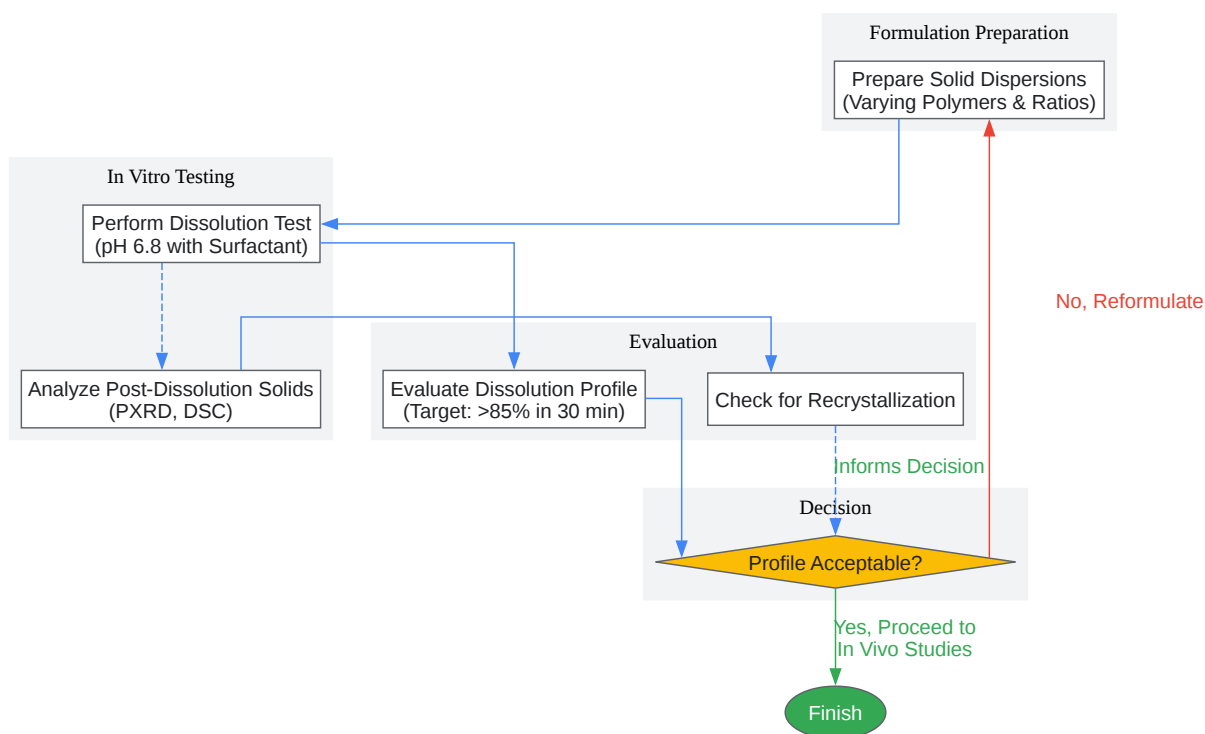 Formulation Preparation
Prepare Solid Dispersions
(Varying Polymers & Ratios)
In Vitro Testing
Perform Dissolution Test
(pH 6.8 with Surfactant)
No, Reformulate
Evaluation
Analyze Post-Dissolution Solids
(PXRD, DSC)
Evaluate Dissolution Profile
(Target: >85% in 30 min)
Check for Recrystallization
Informs Decision
Decision
Profile Acceptable?
Yes, Proceed to
In Vivo Studies
Finish